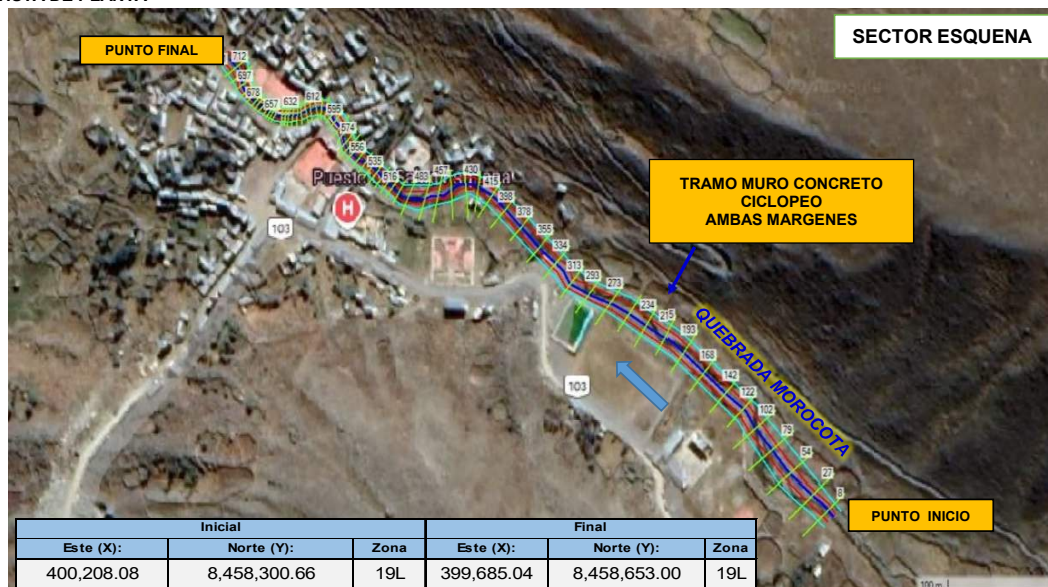 SECTOR ESQUENA
PUNTO FINAL
712
697
678
657
632
612
595
574
556
535
516
483
457
430
415
398
378
355
334
313
293
273
234
215
193
168
142
122
102
79
54
27
8
Puesto
H
103
103
TRAMO MURO CONCRETO
CICLOPEO
AMBAS MARGENES
QUEBRADA MOROCOTA
PUNTO INICIO
Inicial Final
Este (X): Norte (Y): Zona Este (X): Norte (Y): Zona
400,208.08 8,458,300.66 19L 399,685.04 8,458,653.00 19L
100 m